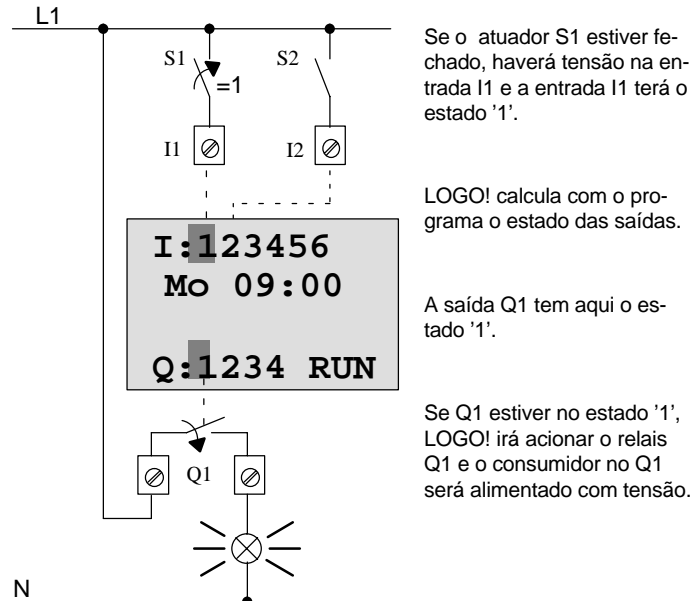 L1
S1
=1
S2
I1
I2
I:123456
Mo 09:00
Q:1234 RUN
Q1
N
Se o atuador S1 estiver fe-
chado, haverá tensão na en-
trada I1 e a entrada I1 terá o
estado '1'.
LOGO! calcula com o pro-
grama o estado das saídas.
A saída Q1 tem aqui o es-
tado '1'.
Se Q1 estiver no estado '1',
LOGO! irá acionar o relais
Q1 e o consumidor no Q1
será alimentado com tensão.